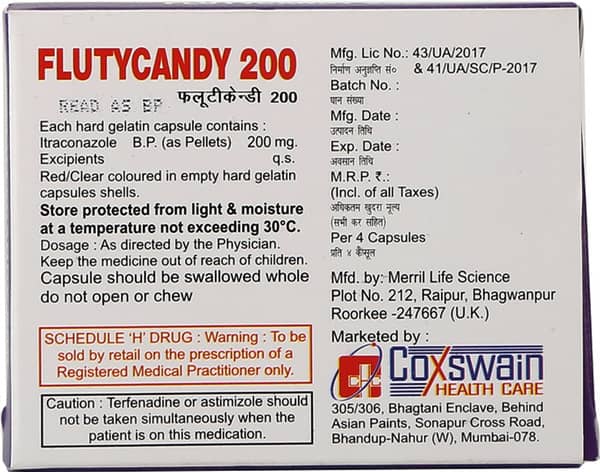 FLUTYCANDY 200
READ AS BP फ्लूटीकेन्डी 200
Each hard gelatin capsule contains :
Itraconazole B.P. (as Pellets) 200 mg.
Excipients q.s.
Red/Clear coloured in empty hard gelatin
capsules shells.
Store protected from light & moisture
at a temperature not exceeding 30°C.
Dosage : As directed by the Physician.
Keep the medicine out of reach of children.
Capsule should be swallowed whole
do not open or chew
SCHEDULE 'H' DRUG : Warning : To be
sold by retail on the prescription of a
Registered Medical Practitioner only.
Caution : Terfenadine or astimizole should
not be taken simultaneously when the
patient is on this medication.
Mfg. Lic No.: 43/UA/2017
निर्माण अनुज्ञप्ति सं० & 41/UA/SC/P-2017
Batch No. :
घान संख्या
Mfg. Date :
उत्पादन तिथि
Exp. Date :
अवसान तिथि
M.R.P. ₹.:
(Incl. of all Taxes)
अधिकतम खुदरा मूल्य
(सभी कर सहित)
Per 4 Capsules
प्रति ४ कैप्सूल
Mfd. by: Merril Life Science
Plot No. 212, Raipur, Bhagwanpur
Roorkee -247667 (U.K.)
Marketed by :
Coxswain
HEALTH CARE
305/306, Bhagtani Enclave, Behind
Asian Paints, Sonapur Cross Road,
Bhandup-Nahur (W), Mumbai-078.